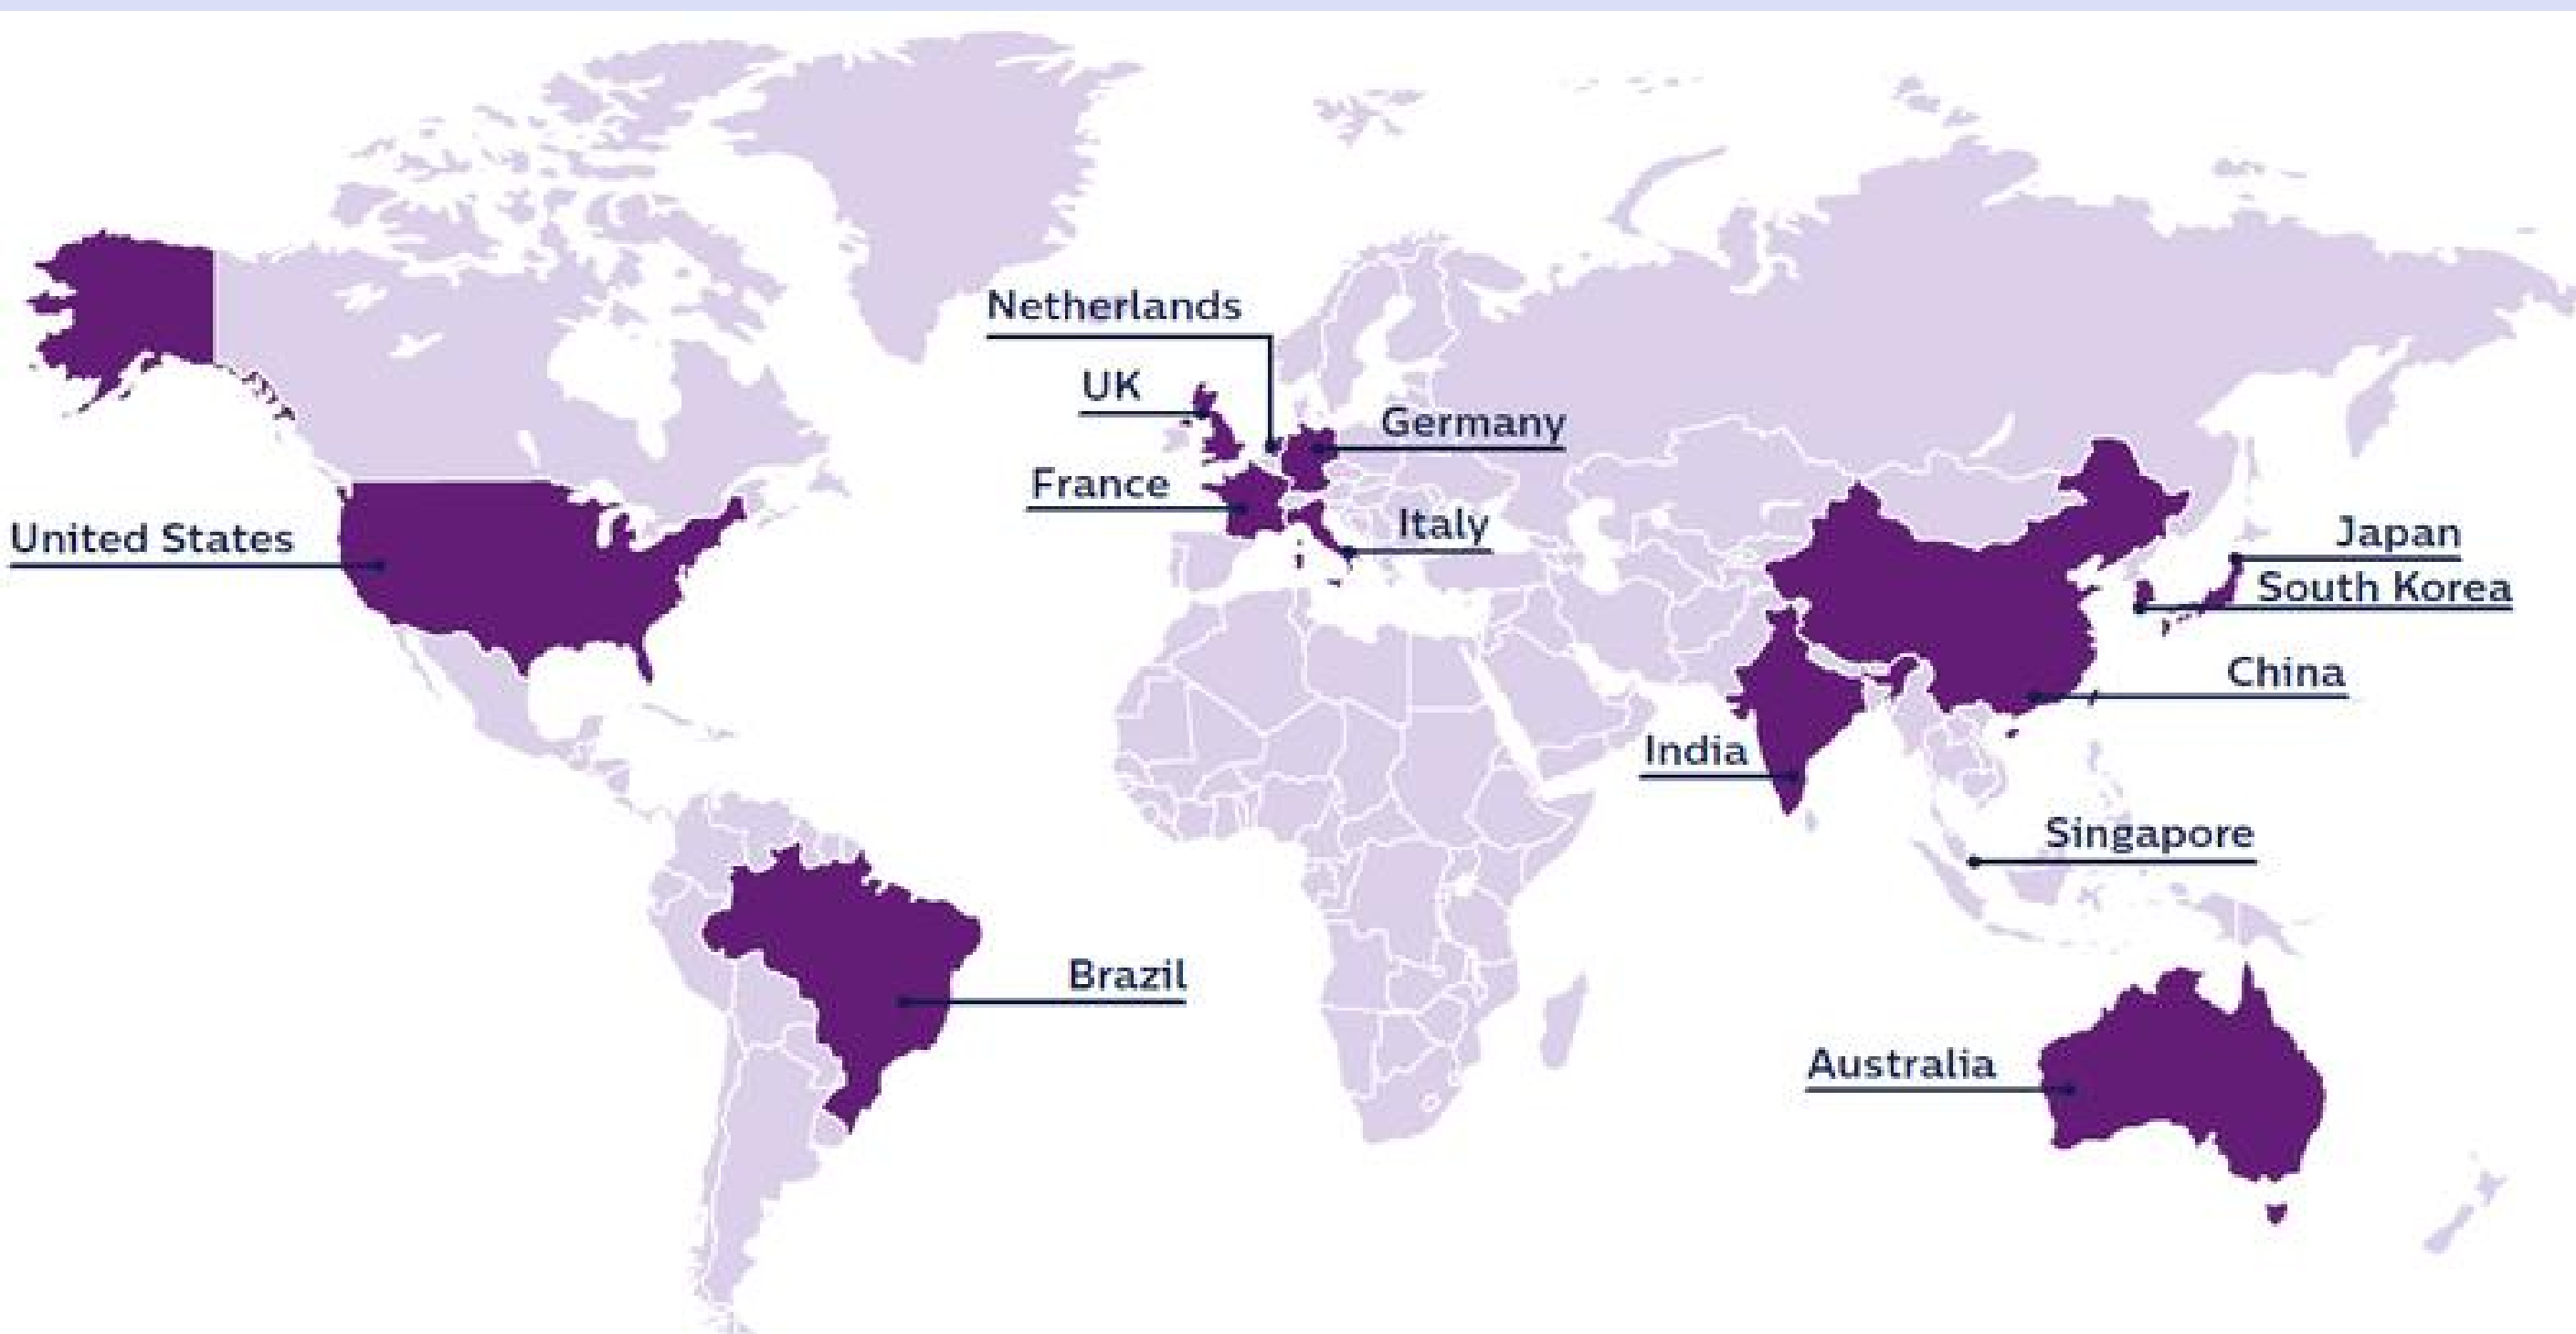 Netherlands
UK
Germany
France
Italy
United States
Japan
South Korea
China
India
Singapore
Brazil
Australia